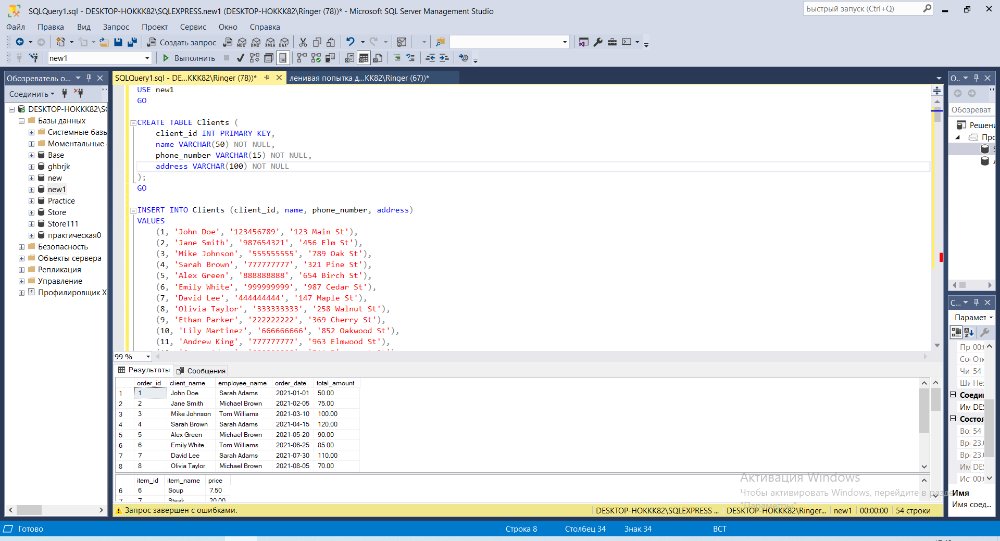 SQLQuery1.sql - DESKTOP-HOKKK82\SQLEXPRESS.new1 (DESKTOP-HOKKK82\Ringer (78))* - Microsoft SQL Server Management Studio
Быстрый запуск (Ctrl+Q)
Файл Правка Вид Запрос Проект Сервис Окно Справка
Создать запрос
new1
Выполнить
Обозреватель о...
Соединить
DESKTOP-HOKKK82\S
Базы данных
Системные базь
Моментальные
Base
ghbrjk
new
new1
Practice
Store
StoreT11
практическая0
Безопасность
Объекты сервера
Репликация
Управление
Профилировщик X
SQLQuery1.sql - DE...KKK82\Ringer (78))*
ленивая попытка д...KK82\Ringer (67))*
USE new1
GO
CREATE TABLE Clients (
client_id INT PRIMARY KEY,
name VARCHAR(50) NOT NULL,
phone_number VARCHAR(15) NOT NULL,
address VARCHAR(100) NOT NULL
);
GO
INSERT INTO Clients (client_id, name, phone_number, address)
VALUES
(1, 'John Doe', '123456789', '123 Main St'),
(2, 'Jane Smith', '987654321', '456 Elm St'),
(3, 'Mike Johnson', '555555555', '789 Oak St'),
(4, 'Sarah Brown', '777777777', '321 Pine St'),
(5, 'Alex Green', '888888888', '654 Birch St'),
(6, 'Emily White', '999999999', '987 Cedar St'),
(7, 'David Lee', '444444444', '147 Maple St'),
(8, 'Olivia Taylor', '333333333', '258 Walnut St'),
(9, 'Ethan Parker', '222222222', '369 Cherry St'),
(10, 'Lily Martinez', '666666666', '852 Oakwood St'),
(11, 'Andrew King', '777777777', '963 Elmwood St'),
99 %
Результаты Сообщения
order_id client_name employee_name order_date total_amount
1 1 John Doe Sarah Adams 2021-01-01 50.00
2 2 Jane Smith Michael Brown 2021-02-05 75.00
3 3 Mike Johnson Tom Williams 2021-03-10 100.00
4 4 Sarah Brown Sarah Adams 2021-04-15 120.00
5 5 Alex Green Michael Brown 2021-05-20 90.00
6 6 Emily White Tom Williams 2021-06-25 85.00
7 7 David Lee Sarah Adams 2021-07-30 110.00
8 8 Olivia Taylor Michael Brown 2021-08-05 70.00
item_id item_name price
6 6 Soup 7.50
7 7 Steak 20.00
Запрос завершен с ошибками.
DESKTOP-HOKKK82\SQLEXPRESS ... DESKTOP-HOKKK82\Ringer... new1 00:00:00 54 строки
О..
Обозреват
Решени
Прс
С...
Парамет
Пр 00:
Со Отк
Чи 54
Ши Не:
Соеди
Им DE
Состоя
Во: 54
Вре 23.
Вре 23.
Им DE
Ис 00:
Имя
Имя соед...
Активация Windows
Чтобы активировать Windows, перейдите в раздел
"Параметры".
Готово Строка 8 Столбец 34 Знак 34 ВСТ